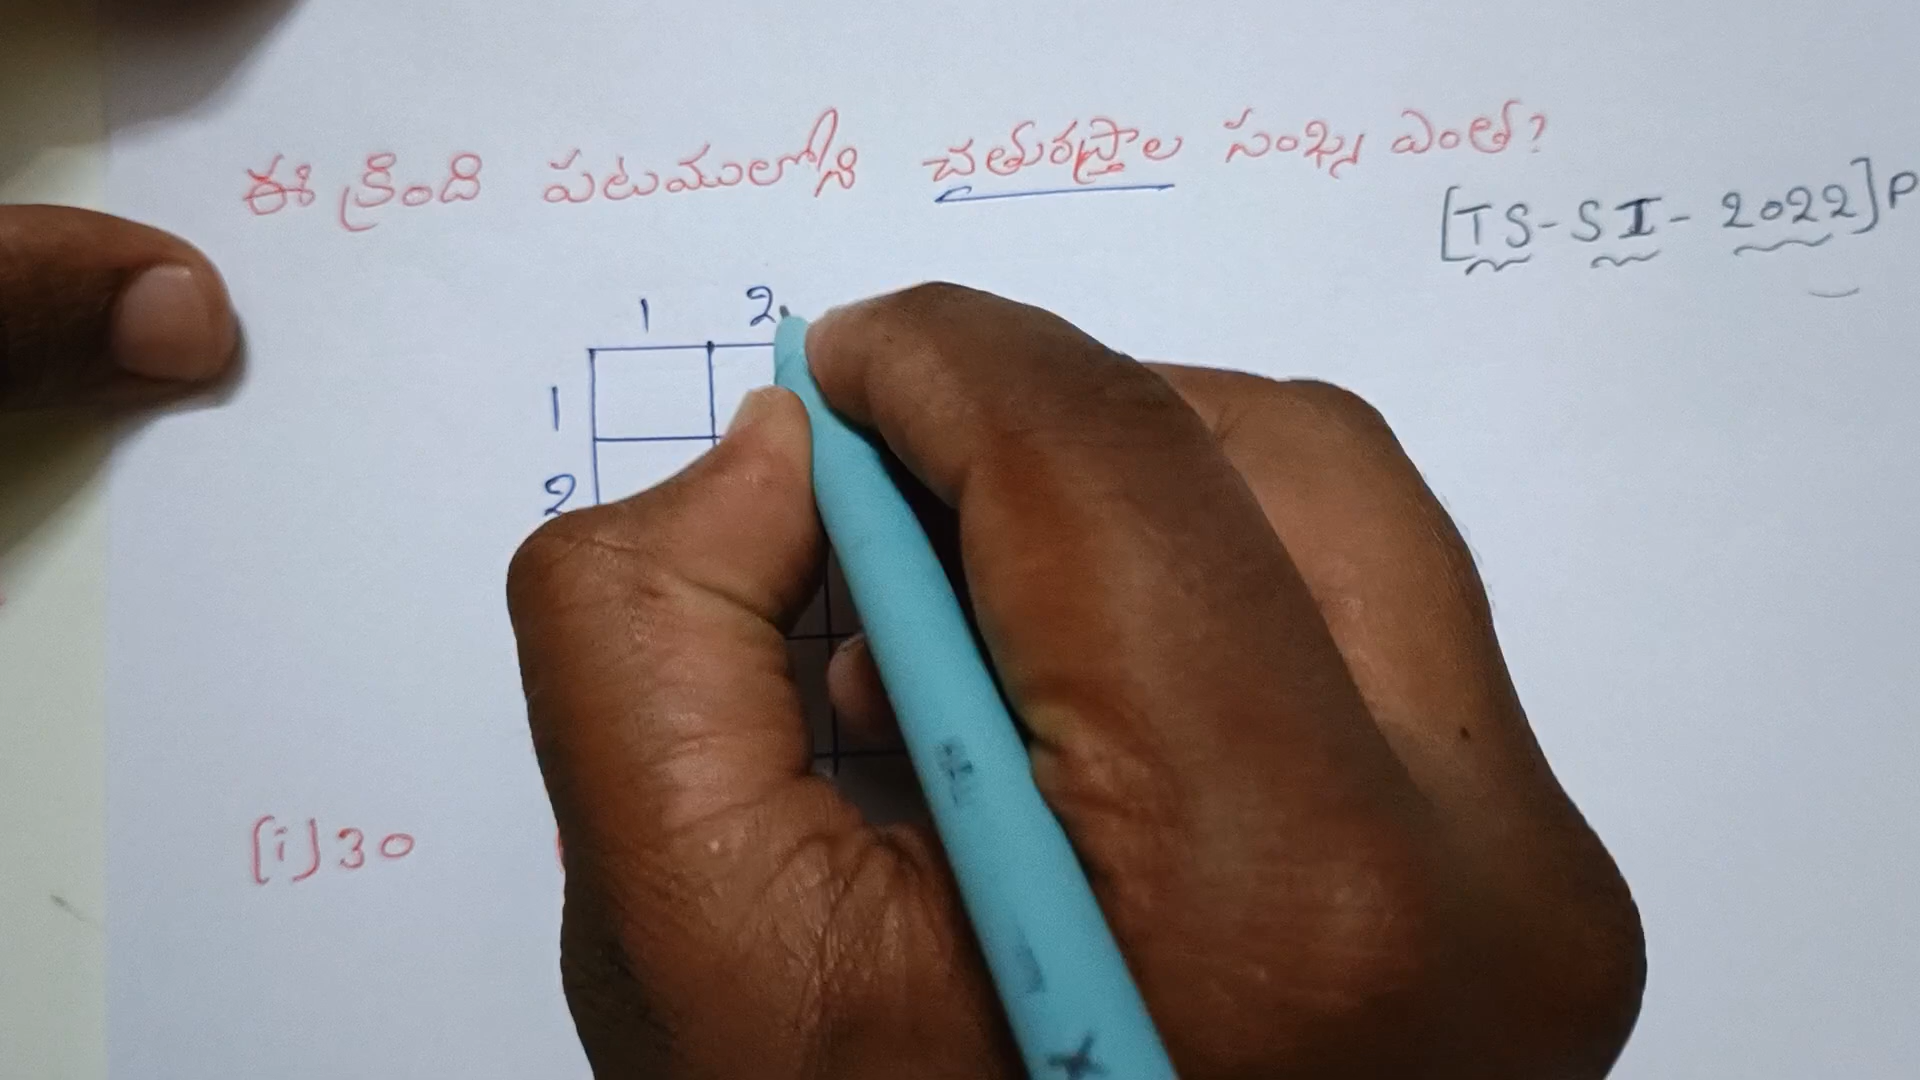 ఈ క్రింది పటములోని చతురస్రాల సంఖ్య ఎంత?
[TS-SI-2022] P
1 2
1
2
(i) 30